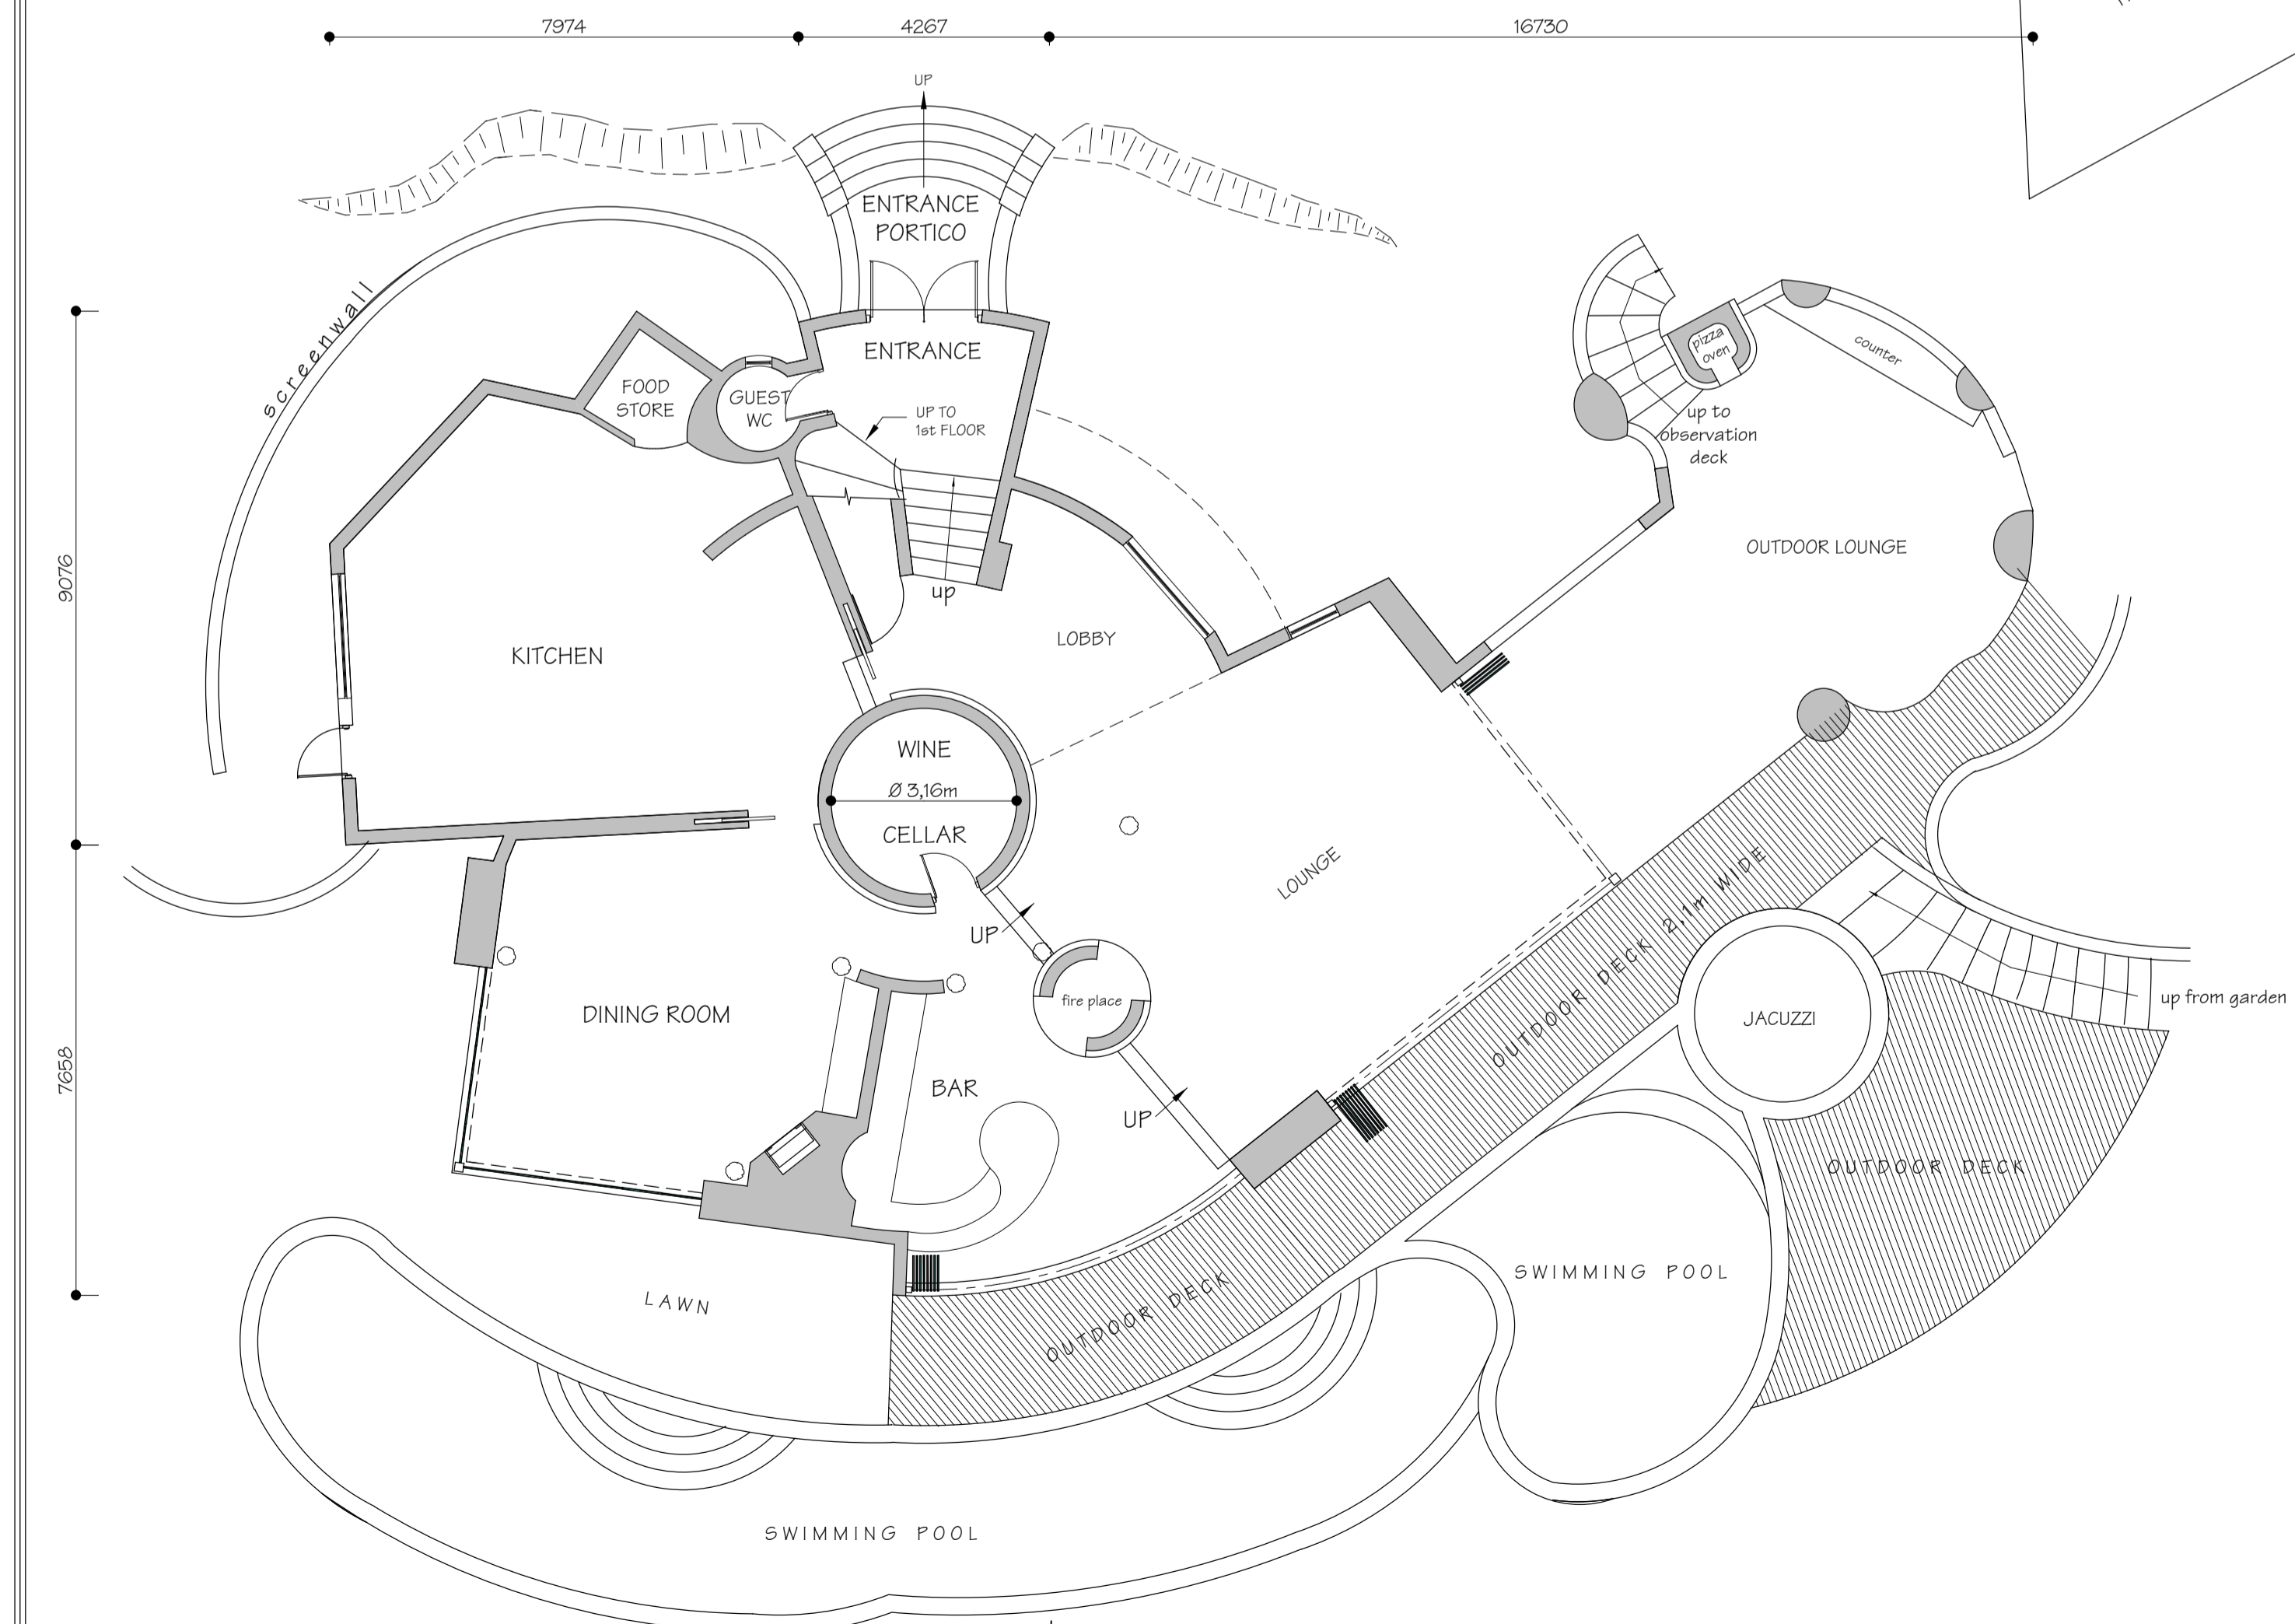 7974
4267
16730
UP
ENTRANCE
PORTICO
screenwall
ENTRANCE
FOOD
STORE
GUEST
WC
UP TO
1st FLOOR
pizza
oven
counter
up to
observation
deck
OUTDOOR LOUNGE
9076
up
LOBBY
KITCHEN
WINE
Ø 3,16m
CELLAR
LOUNGE
OUTDOOR DECK 2,1m WIDE
UP
fire place
DINING ROOM
BAR
UP
JACUZZI
up from garden
7658
OUTDOOR DECK
SWIMMING POOL
LAWN
OUTDOOR DECK
SWIMMING POOL